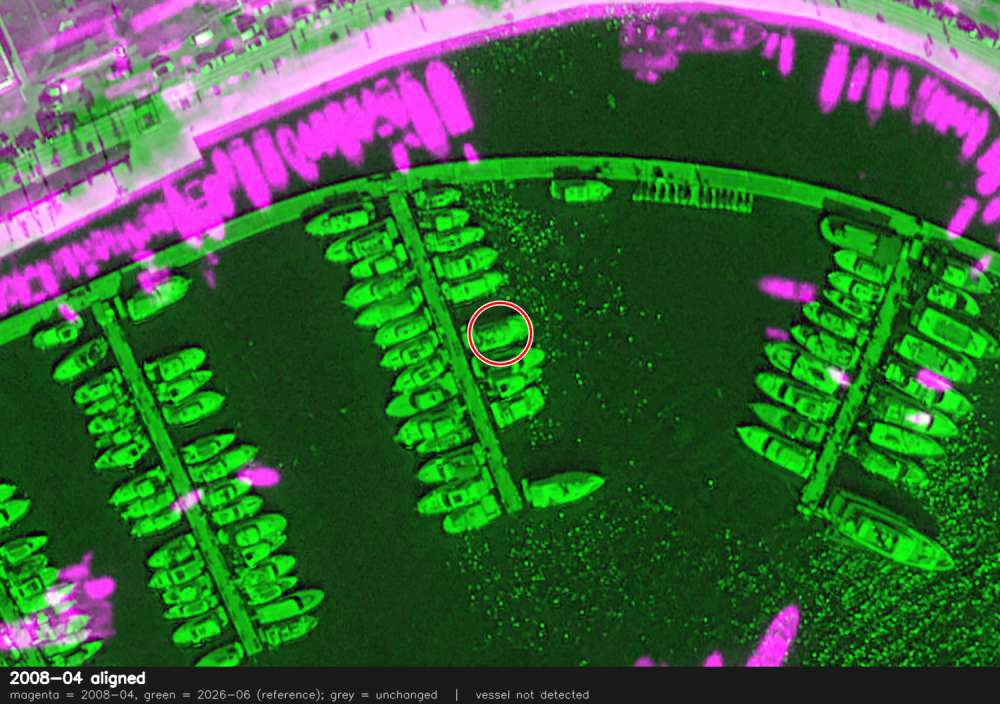 2008-04 aligned
magenta = 2008-04, green = 2026-06 (reference); grey = unchanged | vessel not detected